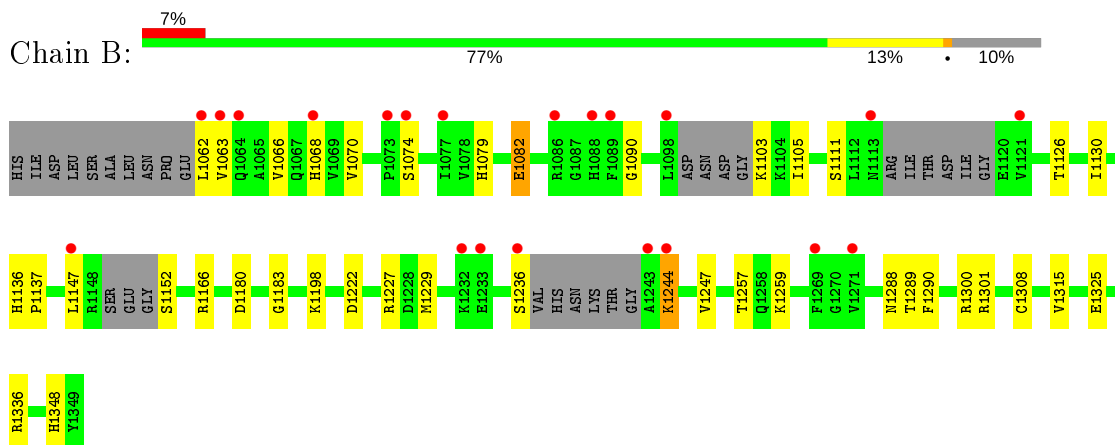 7%
Chain B:
77% 13% • 10%
HIS ILE ASP LEU SER ALA LEU ASN PRO GLU L1062 V1063 Q1064 A1065 V1066 Q1067 H1068 V1069 V1070 P1073 S1074 I1077 V1078 H1079 E1082 R1086 G1087 H1088 F1089 G1090 L1098 ASP ASN ASP GLY K1103 K1104 I1105 S1111 L1112 N1113 ARG ILE THR ASP ILE GLY E1120 V1121 T1126 I1130
H1136 P1137 L1147 R1148 SER GLU GLY S1152 R1166 D1180 G1183 K1198 D1222 R1227 D1228 M1229 K1232 E1233 S1236 VAL HIS ASN LYS THR GLY A1243 K1244 V1247 T1257 Q1258 K1259 F1269 G1270 V1271 N1288 T1289 F1290 R1300 R1301 C1308 V1315 E1325
R1336 H1348 Y1349